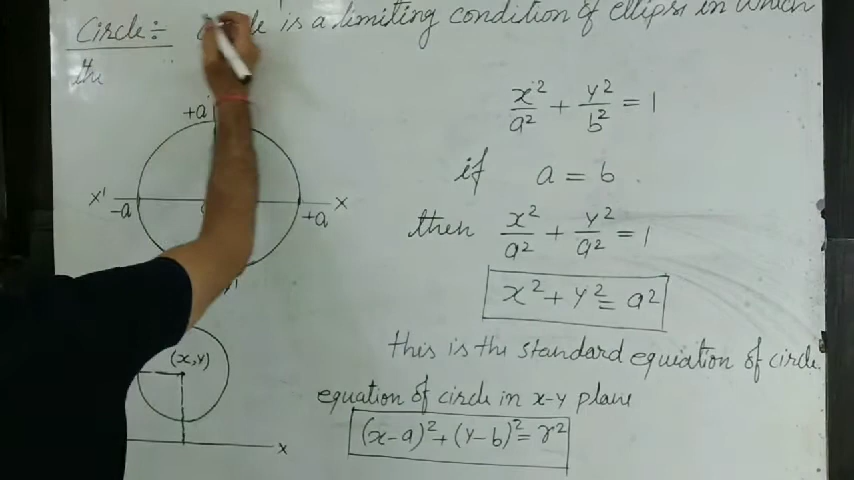 Circle ÷ is a limiting condition of ellipse in which
the
x²/a² + y²/b² = 1
if a = b
then x²/a² + y²/a² = 1
x² + y² = a²
+a
x' -a +a x
this is the standard equation of circle.
equation of circle in x-y plane
(x-a)² + (y-b)² = r²
(x,y)
x